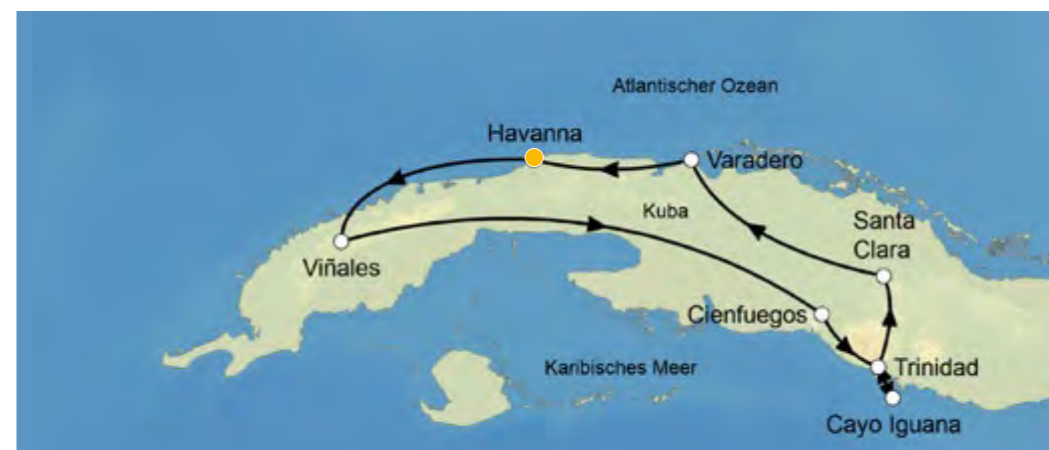 Atlantischer Ozean
Havanna
Varadero
Kuba
Santa
Clara
Viñales
Cienfuegos
Karibisches Meer
Trinidad
Cayo Iguana